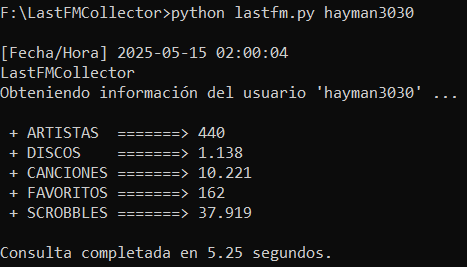 F:\LastFMCollector>python lastfm.py hayman3030
[Fecha/Hora] 2025-05-15 02:00:04
LastFMCollector
Obteniendo información del usuario 'hayman3030' ...
+ ARTISTAS =======> 440
+ DISCOS =======> 1.138
+ CANCIONES =======> 10.221
+ FAVORITOS =======> 162
+ SCROBBLES =======> 37.919
Consulta completada en 5.25 segundos.